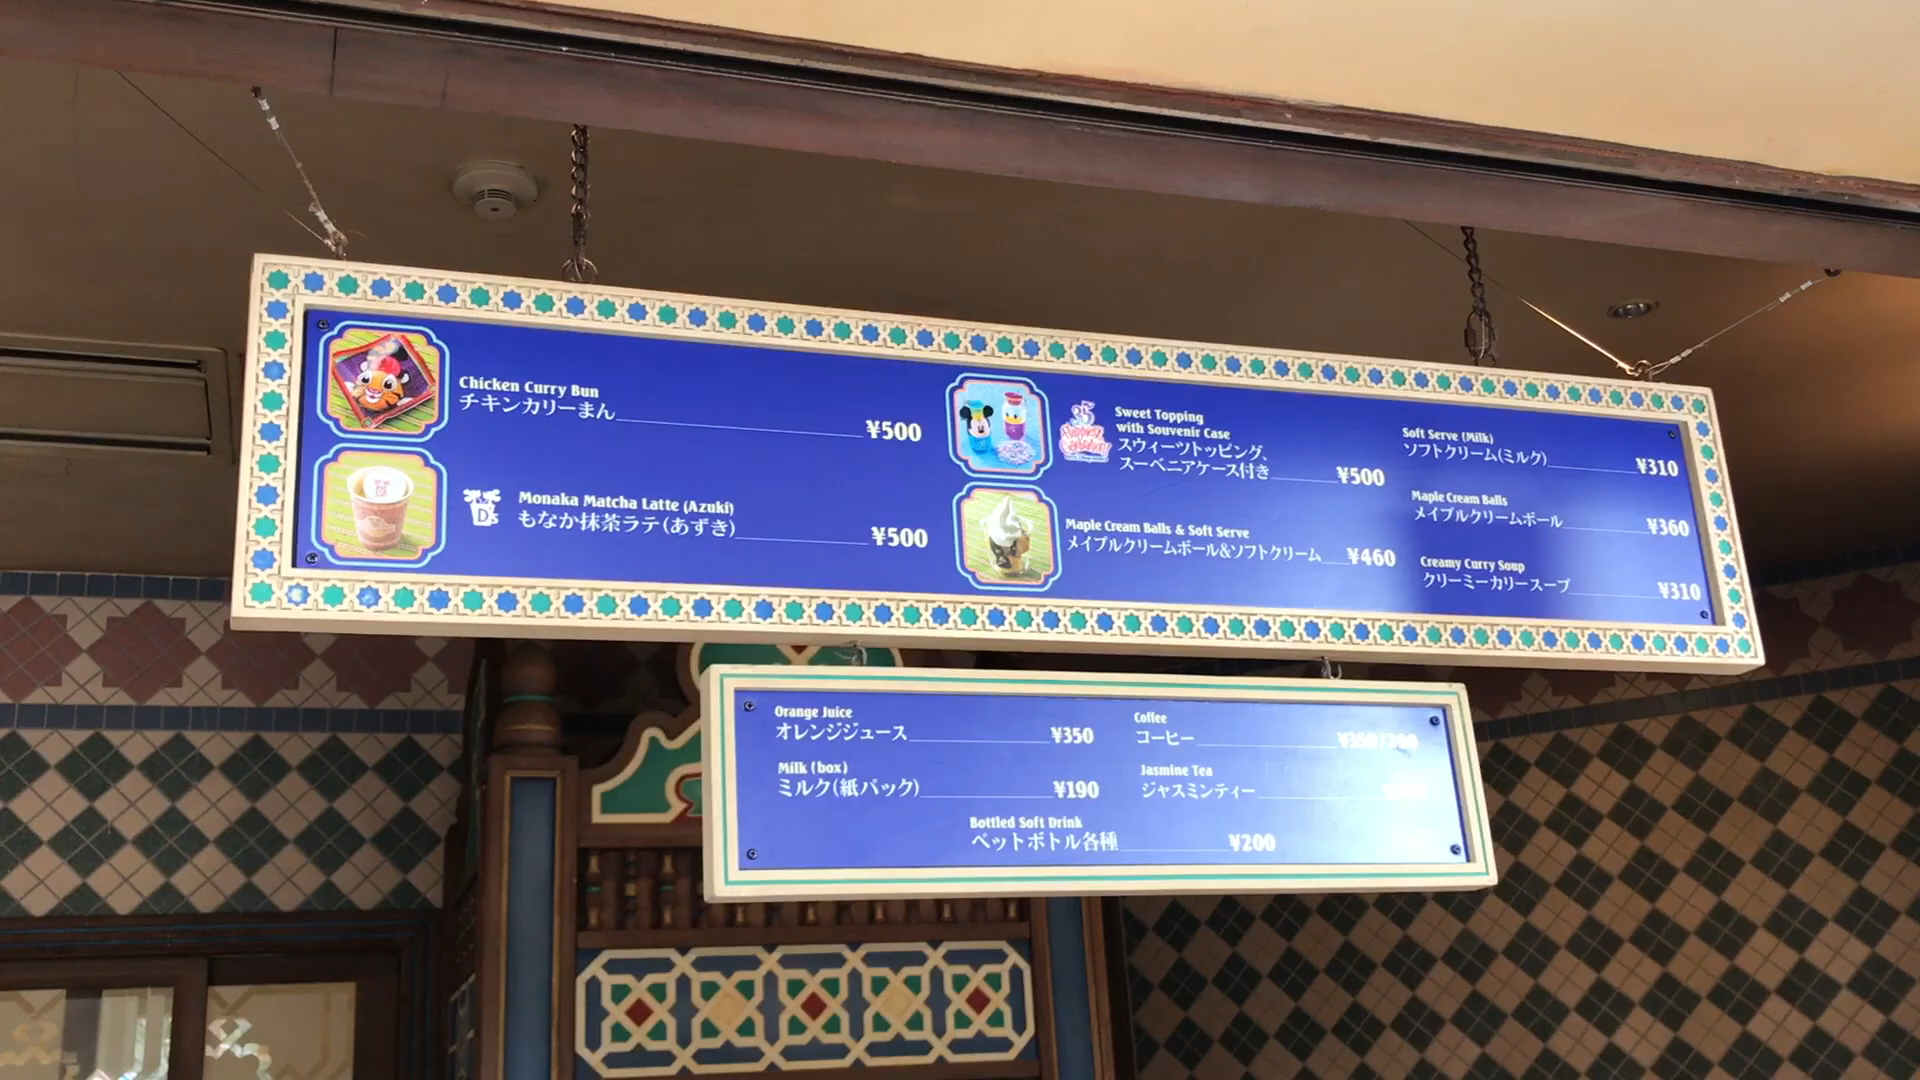 Chicken Curry Bun
チキンカリーまん ¥500
Monaka Matcha Latte (Azuki)
もなか抹茶ラテ(あずき) ¥500
D's
35
Sweet Topping
with Souvenir Case
スウィーツトッピング、
スーベニアケース付き ¥500
Maple Cream Balls & Soft Serve
メイプルクリームボール&ソフトクリーム ¥460
Soft Serve (Milk)
ソフトクリーム(ミルク) ¥310
Maple Cream Balls
メイプルクリームボール ¥360
Creamy Curry Soup
クリーミーカリースープ ¥310
Orange Juice
オレンジジュース ¥350
Milk (box)
ミルク(紙パック) ¥190
Coffee
コーヒー
Jasmine Tea
ジャスミンティー
Bottled Soft Drink
ペットボトル各種 ¥200